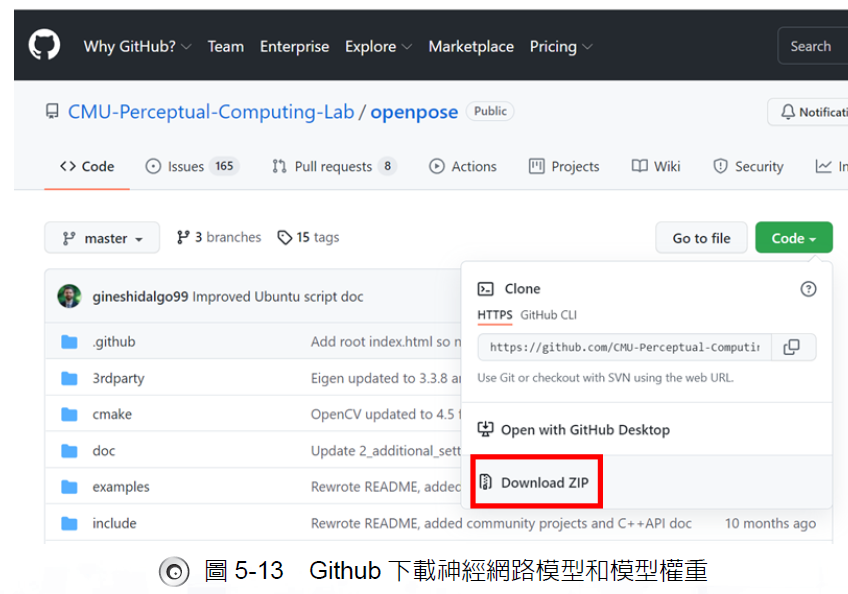 Why GitHub? Team Enterprise Explore Marketplace Pricing Search
CMU-Perceptual-Computing-Lab / openpose Public Notificati
Code Issues 165 Pull requests 8 Actions Projects Wiki Security In
master 3 branches 15 tags Go to file Code
gineshidalgo99 Improved Ubuntu script doc
Clone
HTTPS GitHub CLI
https://github.com/CMU-Perceptual-Computin
Use Git or checkout with SVN using the web URL.
Open with GitHub Desktop
Download ZIP
.github Add root index.html so n
3rdparty Eigen updated to 3.3.8 an
cmake OpenCV updated to 4.5 f
doc Update 2_additional_sett
examples Rewrote README, added
include Rewrote README, added community projects and C++API doc 10 months ago
圖 5-13 Github 下載神經網路模型和模型權重